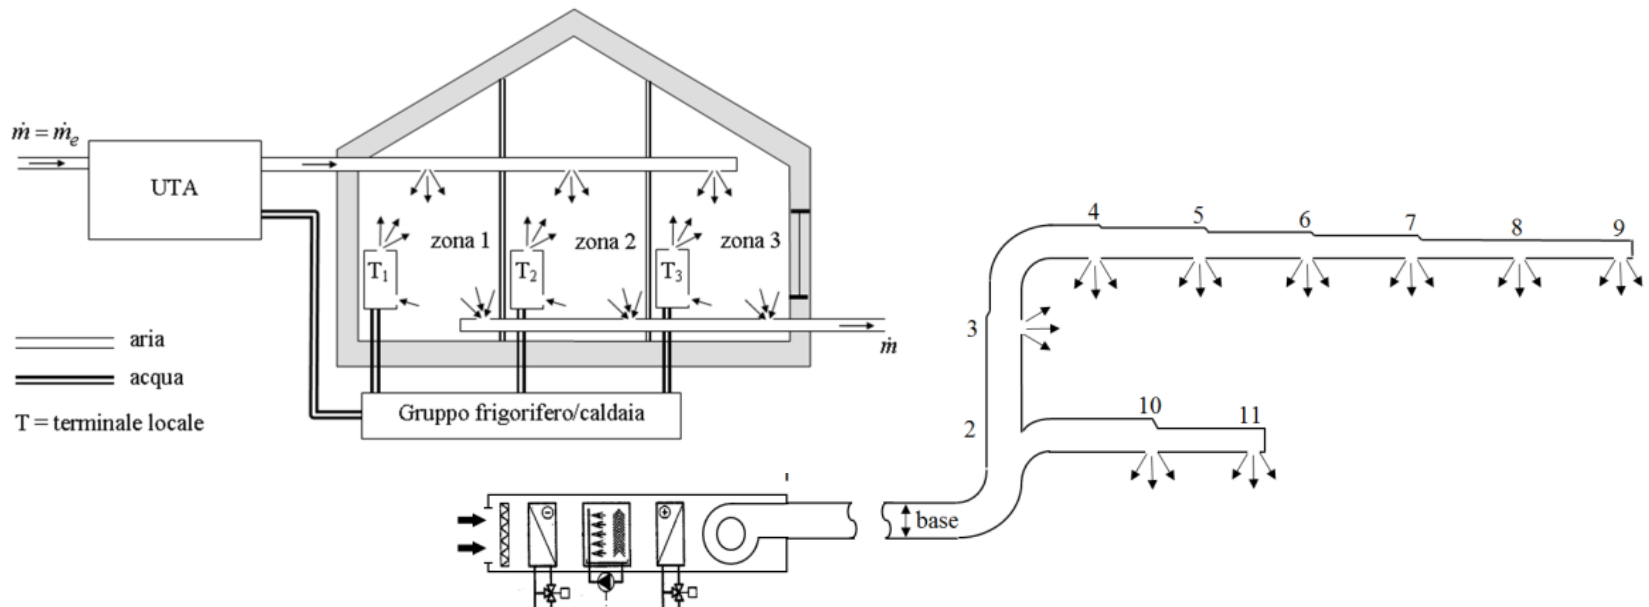 ṁ = ṁₑ
UTA
zona 1
zona 2
zona 3
T₁
T₂
T₃
ṁ
aria
acqua
T = terminale locale
Gruppo frigorifero/caldaia
4
5
6
7
8
9
3
2
10
11
base